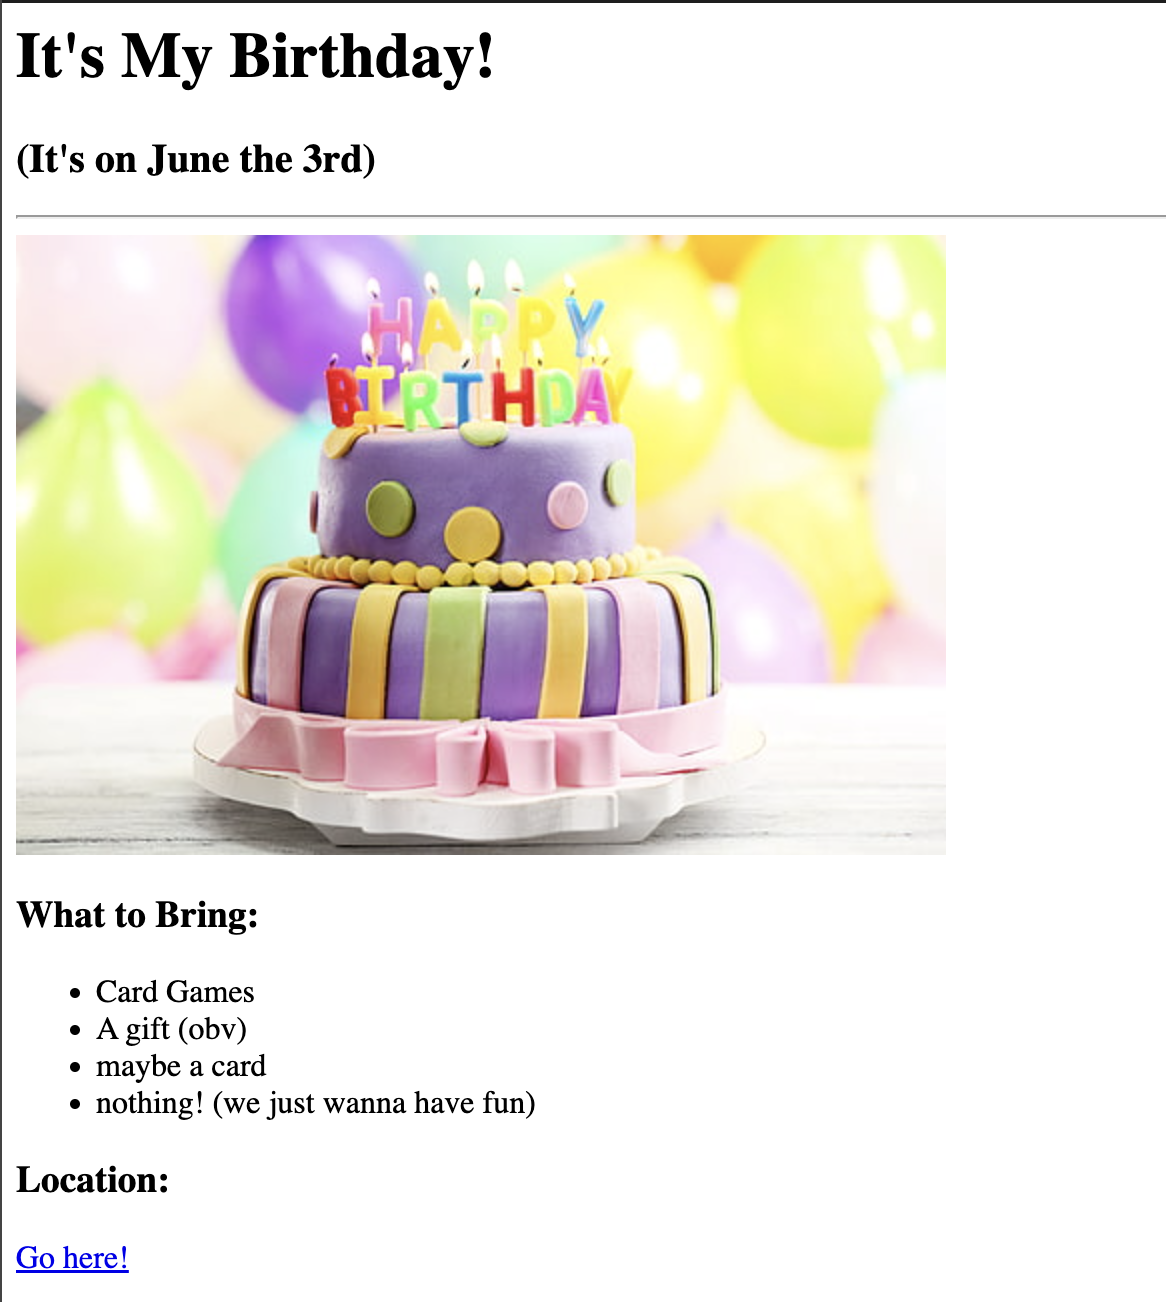 It's My Birthday!
(It's on June the 3rd)
HAPPY
BIRTHDAY
What to Bring:
Card Games
A gift (obv)
maybe a card
nothing! (we just wanna have fun)
Location:
Go here!